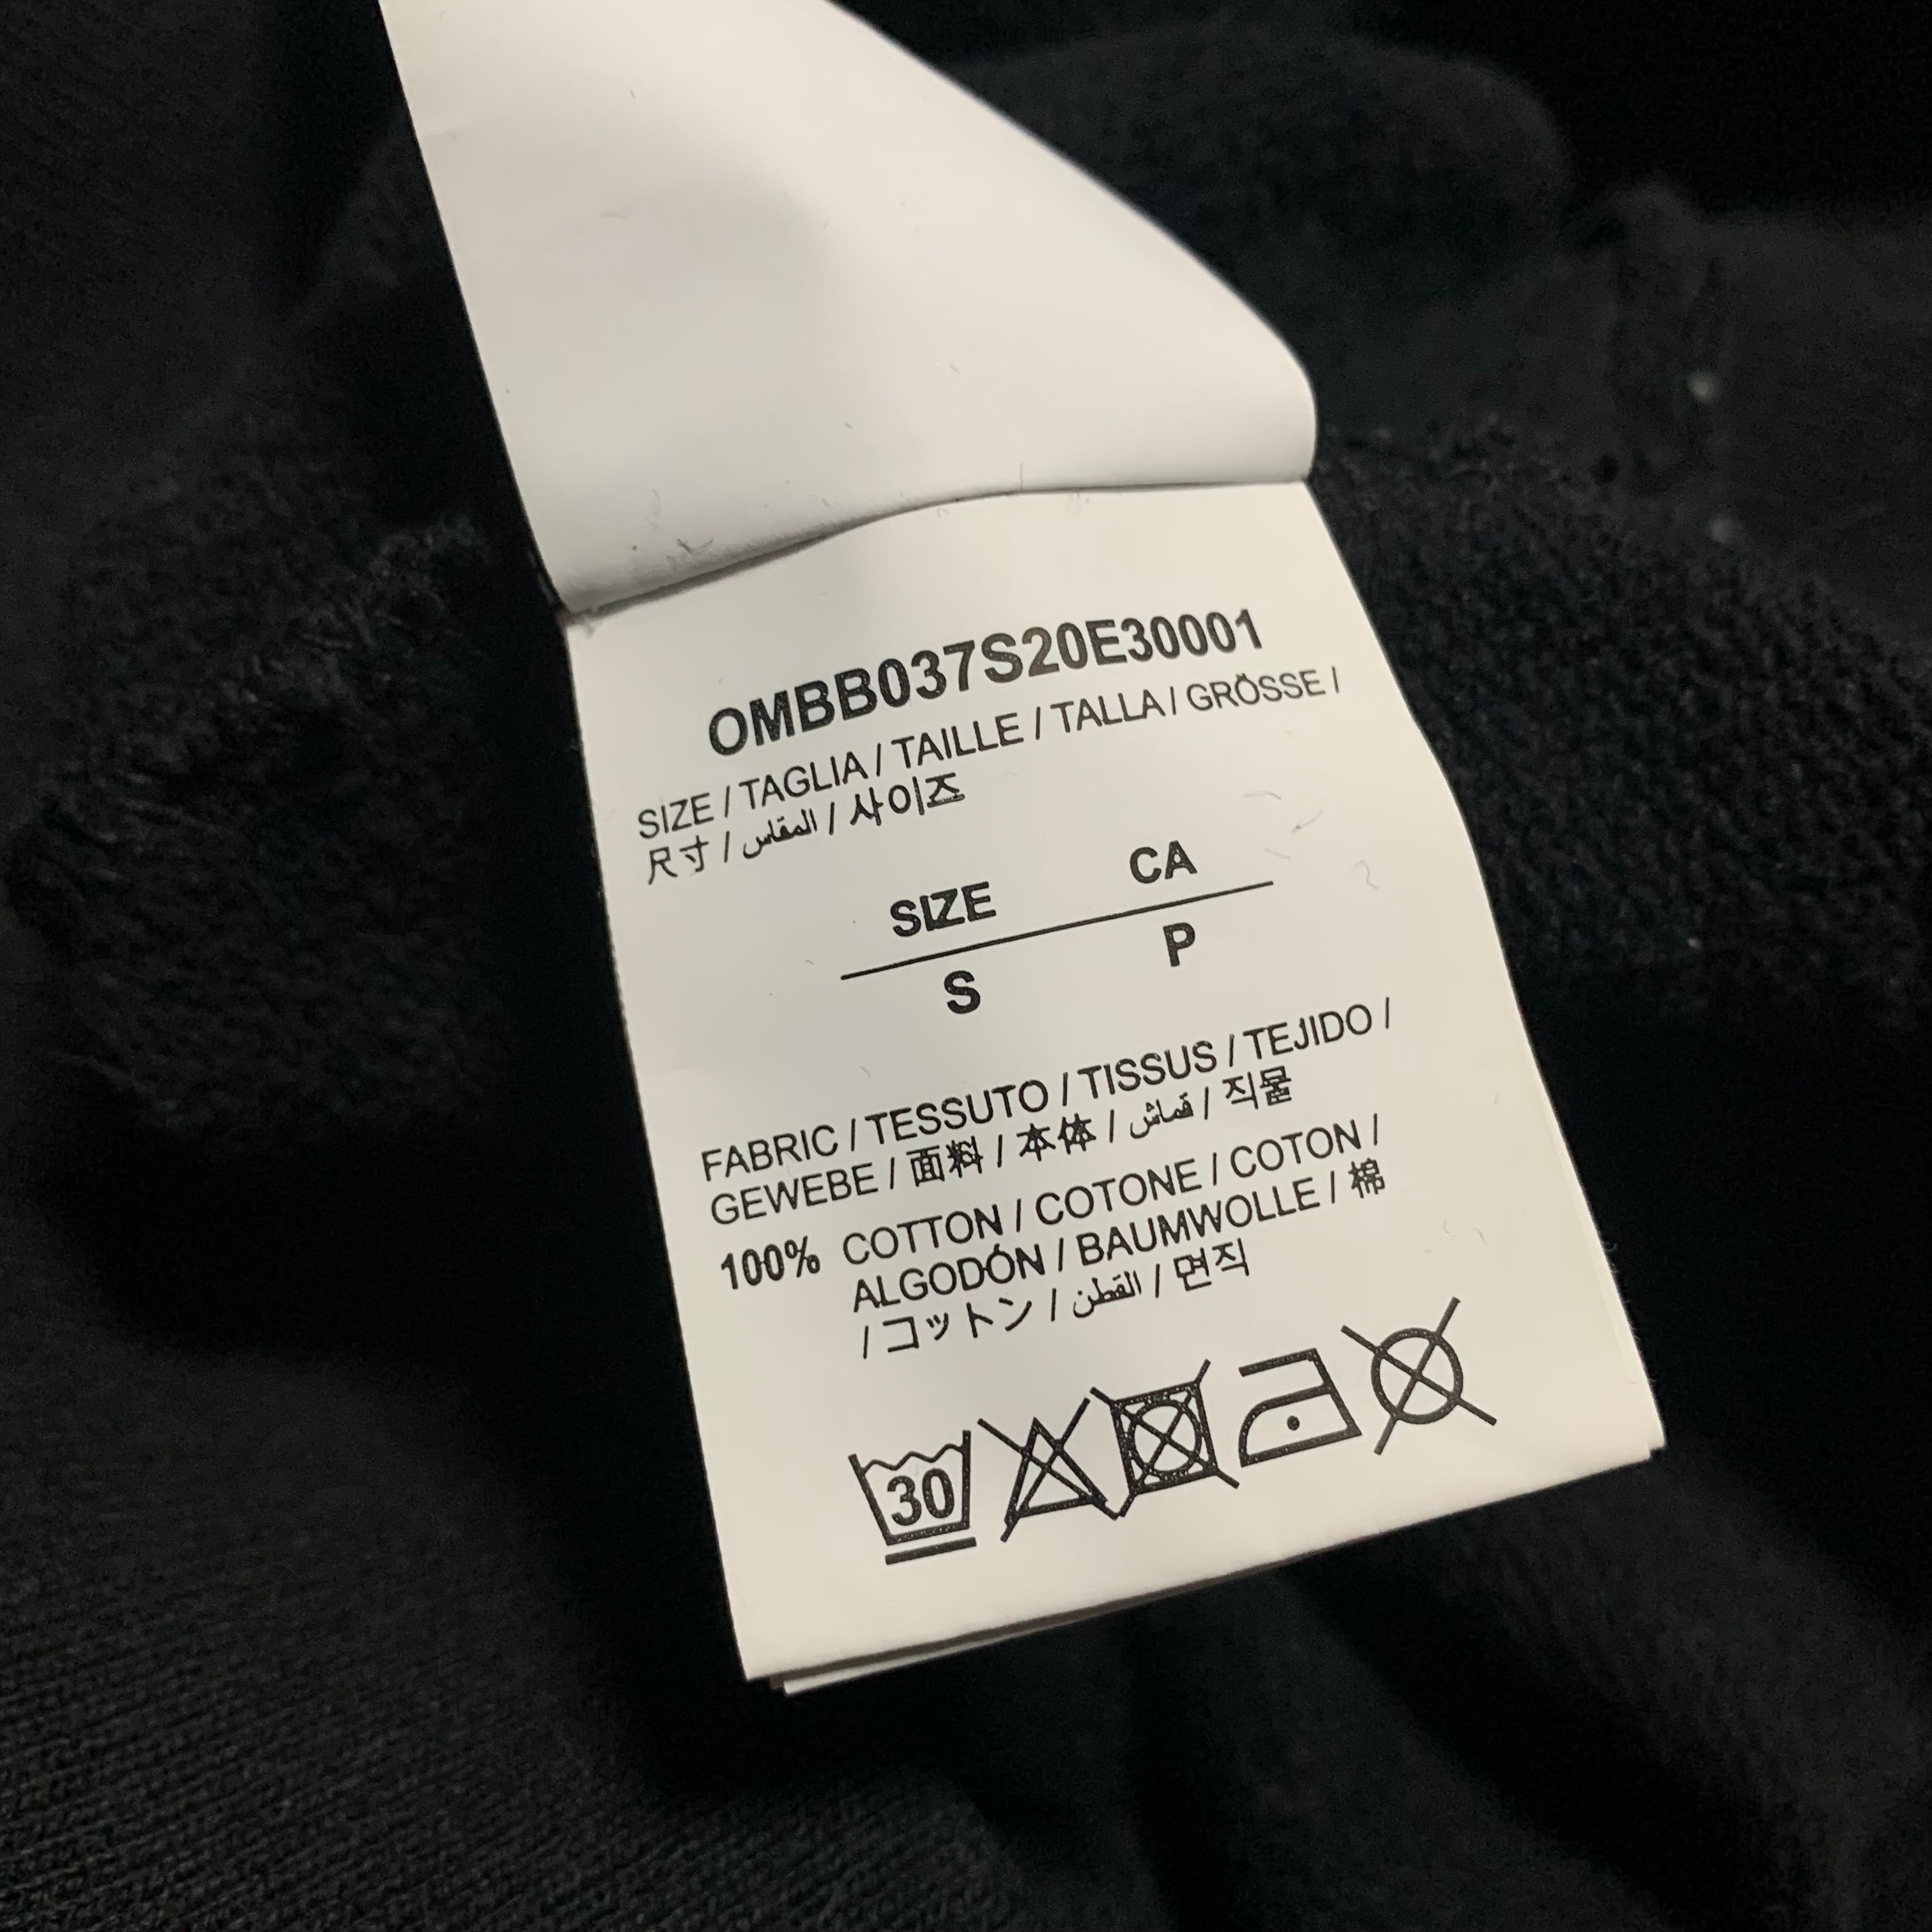 OMBB037S20E30001
SIZE / TAGLIA / TAILLE / TALLA / GRÖSSE /
尺寸 / المقاس / 사이즈
SIZE CA
S P
FABRIC / TESSUTO / TISSUS / TEJIDO /
GEWEBE / 面料 / 本体 / قماش / 직물
100% COTTON / COTONE / COTON /
ALGODÓN / BAUMWOLLE / 棉
/ コットン / القطن / 면직
30